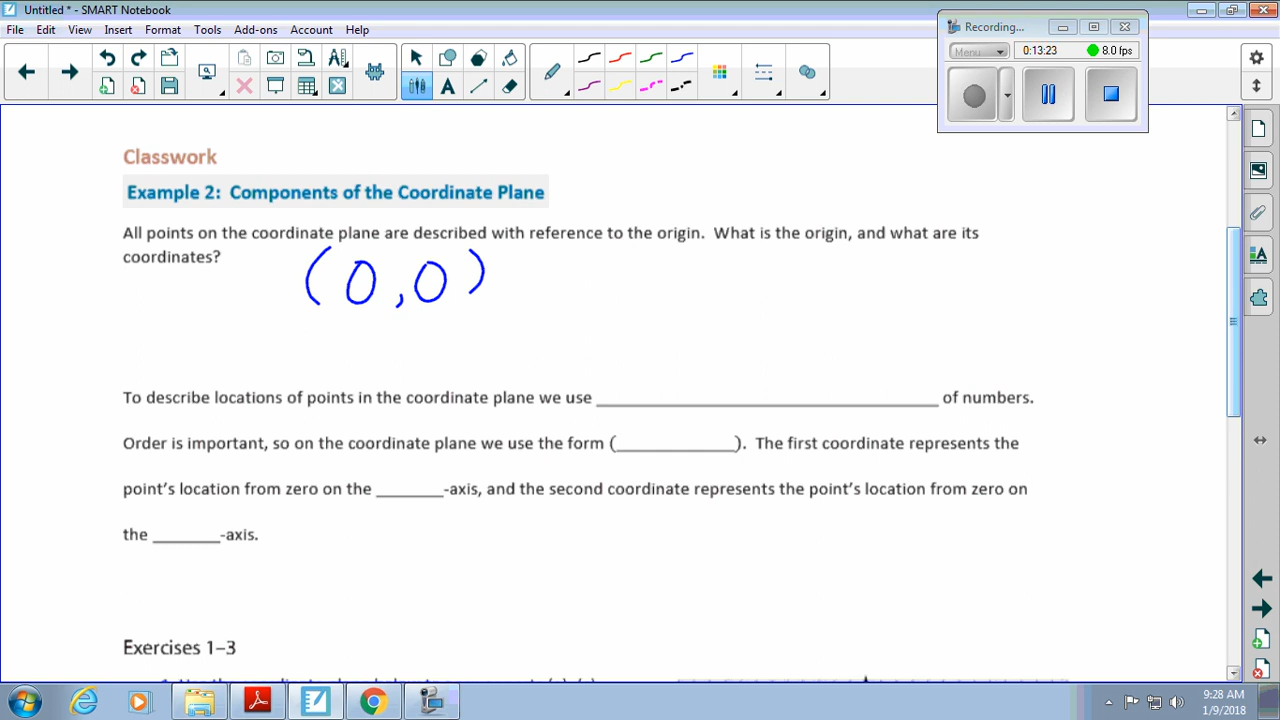 Untitled * - SMART Notebook
File Edit View Insert Format Tools Add-ons Account Help
Recording...
Menu 0:13:23 8.0 fps
Classwork
Example 2: Components of the Coordinate Plane
All points on the coordinate plane are described with reference to the origin. What is the origin, and what are its
coordinates?
(0,0)
To describe locations of points in the coordinate plane we use ______________ of numbers.
Order is important, so on the coordinate plane we use the form (____________). The first coordinate represents the
point's location from zero on the _______-axis, and the second coordinate represents the point's location from zero on
the _______-axis.
Exercises 1–3
9:28 AM
1/9/2018